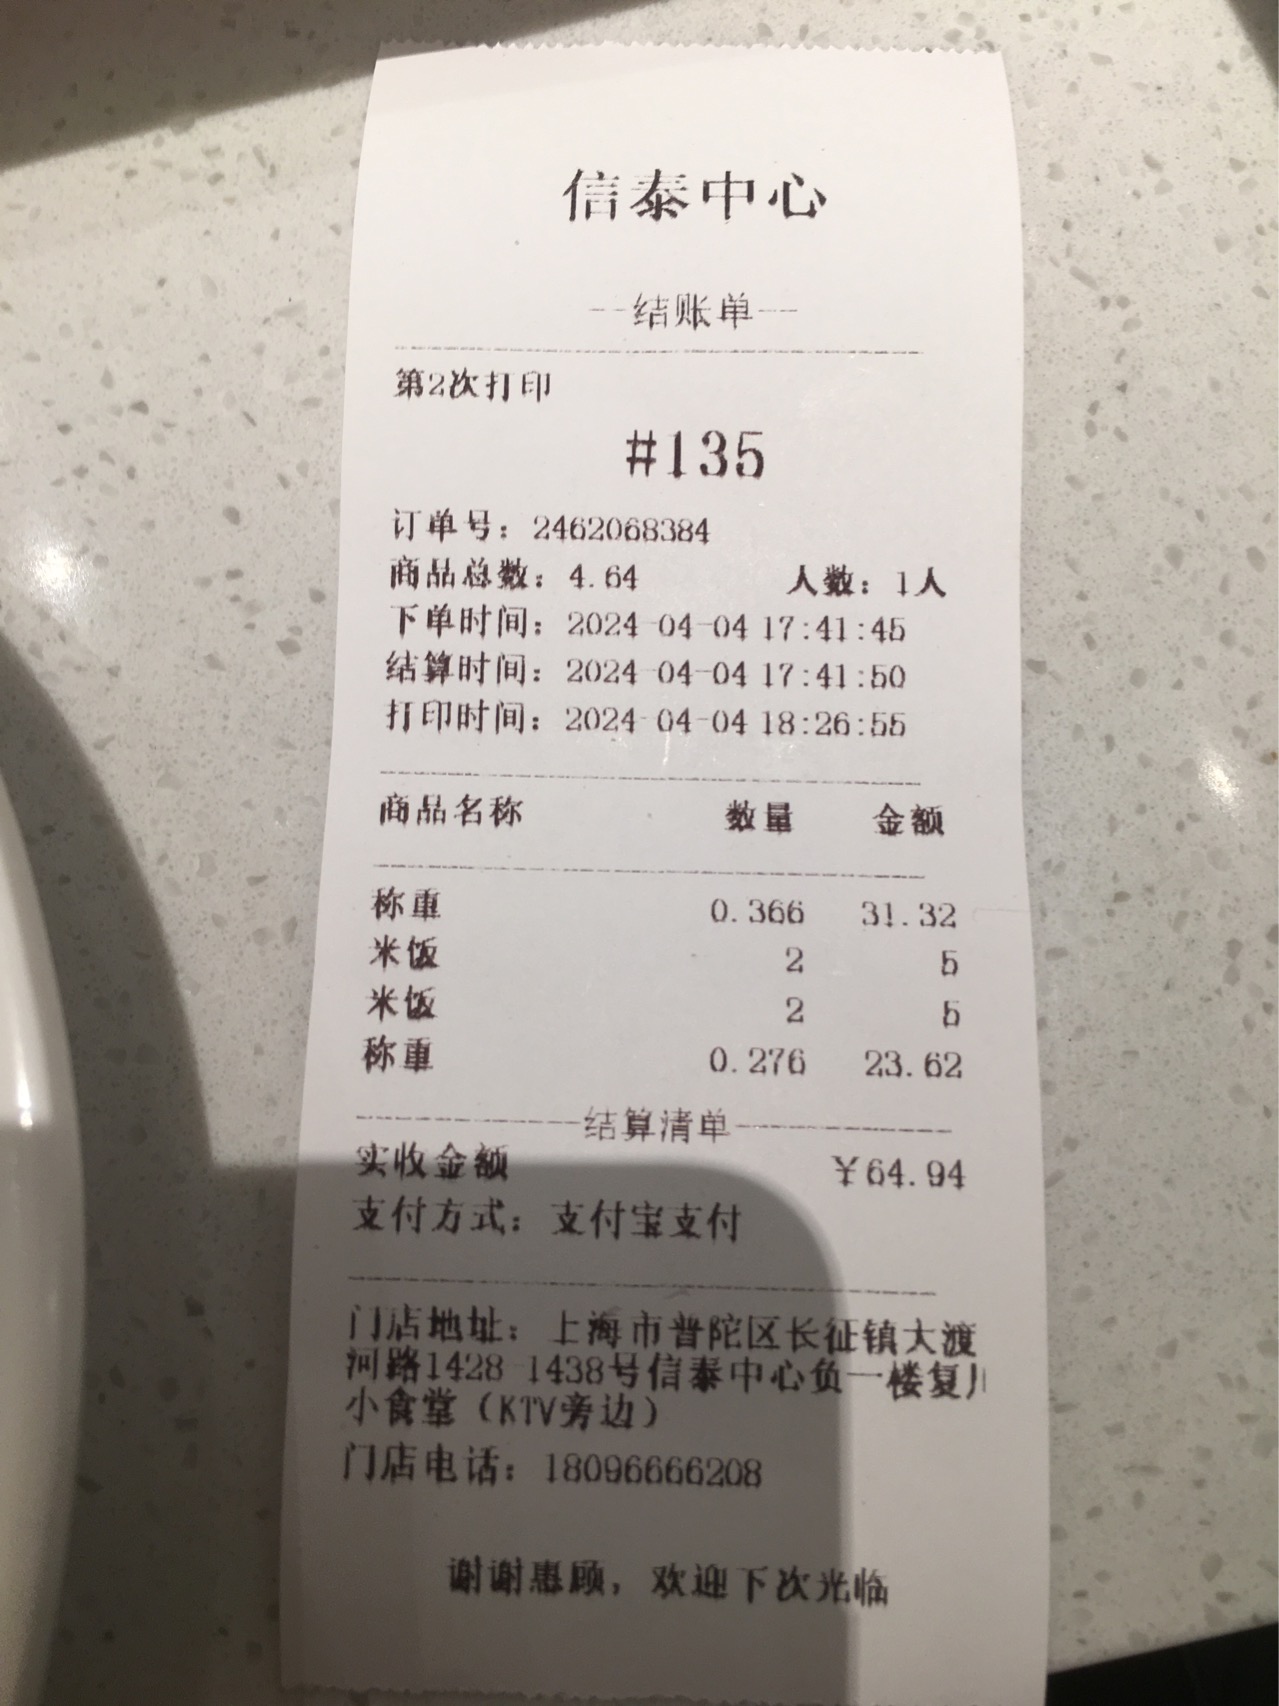 信泰中心
--结账单--
第2次打印
#135
订单号：2462068384
商品总数：4.64 人数：1人
下单时间：2024-04-04 17:41:45
结算时间：2024-04-04 17:41:50
打印时间：2024-04-04 18:26:55
商品名称 数量 金额
称重 0.366 31.32
米饭 2 5
米饭 2 5
称重 0.276 23.62
结算清单
实收金额 ￥64.94
支付方式：支付宝支付
门店地址：上海市普陀区长征镇大渡
河路1428-1438号信泰中心负一楼复
小食堂（KTV旁边）
门店电话：18096666208
谢谢惠顾，欢迎下次光临